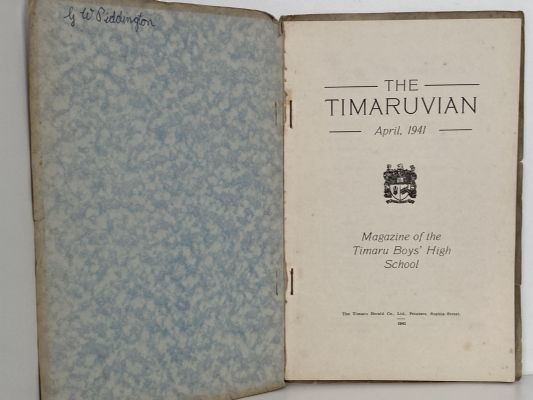 G W Piddington
THE
TIMARUVIAN
April, 1941
Magazine of the
Timaru Boys' High
School
The Timaru Herald Co., Ltd., Printers, Sophia Street.
1941